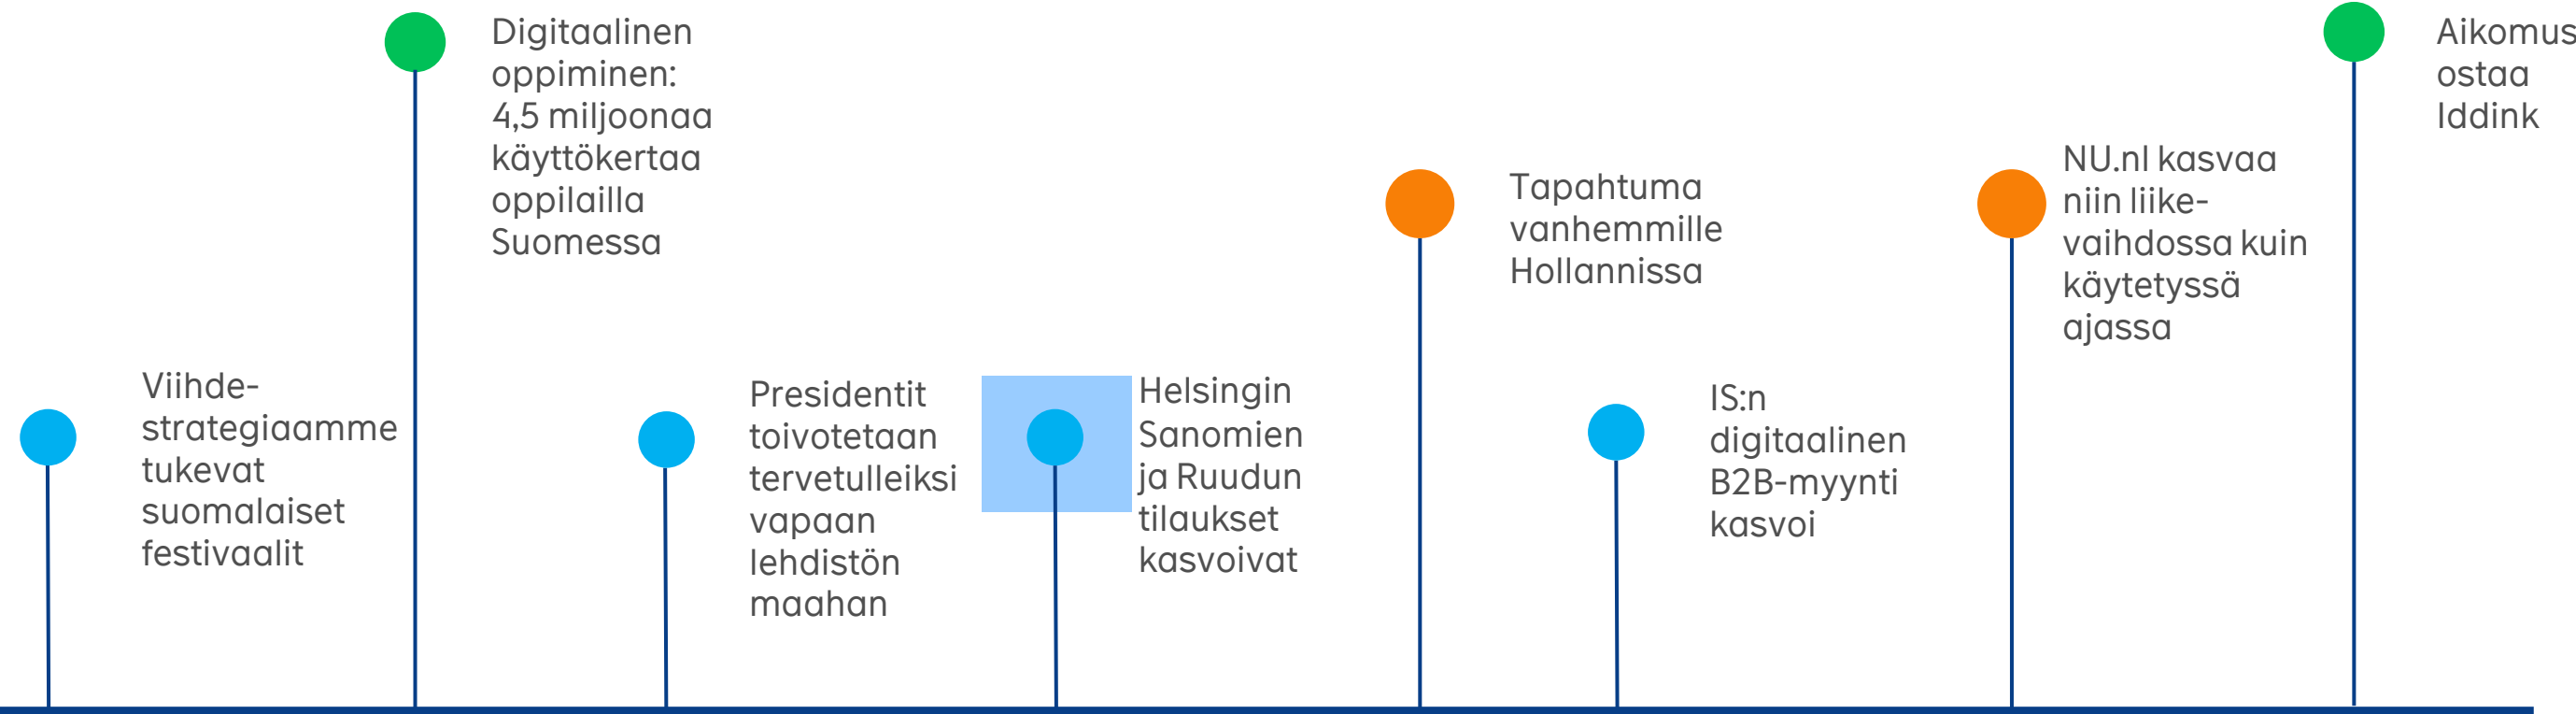 Viihde-
strategiaamme
tukevat
suomalaiset
festivaalit
Digitaalinen
oppiminen:
4,5 miljoonaa
käyttökertaa
oppilailla
Suomessa
Presidentit
toivotetaan
tervetulleiksi
vapaan
lehdistön
maahan
Helsingin
Sanomien
ja Ruudun
tilaukset
kasvoivat
Tapahtuma
vanhemmille
Hollannissa
IS:n
digitaalinen
B2B-myynti
kasvoi
NU.nl kasvaa
niin liike-
vaihdossa kuin
käytetyssä
ajassa
Aikomus
ostaa
Iddink